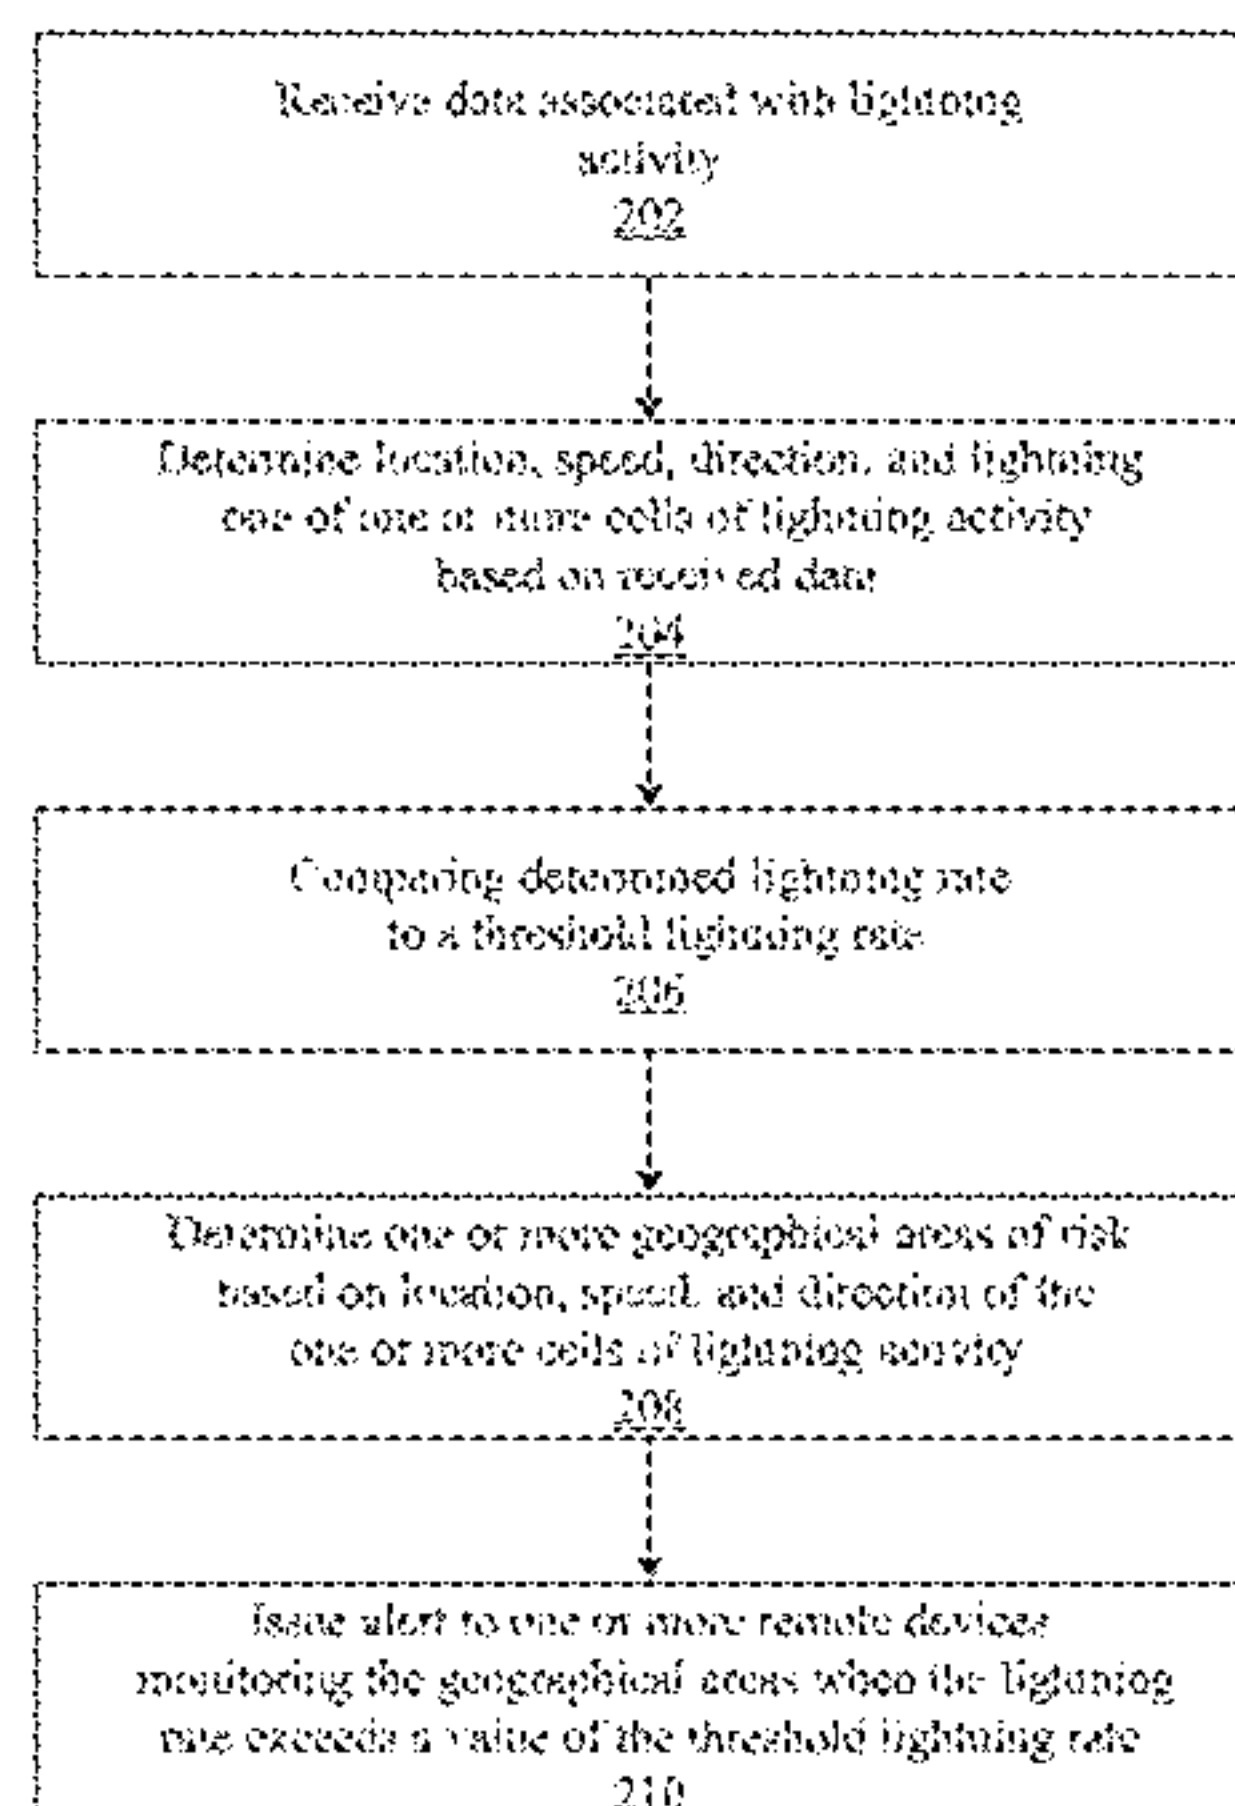 Receive data associated with lightning
activity
202
Determine location, speed, direction, and lightning
rate of one or more cells of lightning activity
based on received data
204
Comparing determined lightning rate
to a threshold lightning rate
206
Determine one or more geographical areas of risk
based on location, speed, and direction of the
one or more cells of lightning activity
208
Issue alert to one or more remote devices
monitoring the geographical areas when the lightning
rate exceeds a value of the threshold lightning rate
210